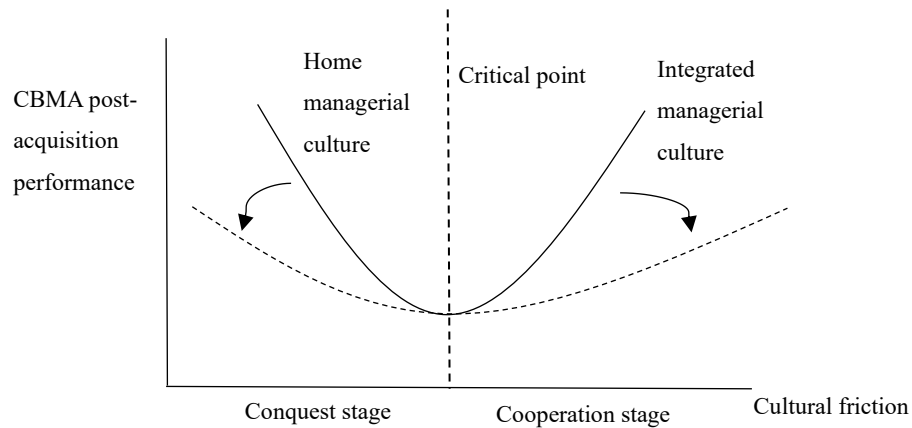 CBMA post-
acquisition
performance
Home
managerial
culture
Critical point
Integrated
managerial
culture
Conquest stage
Cooperation stage
Cultural friction